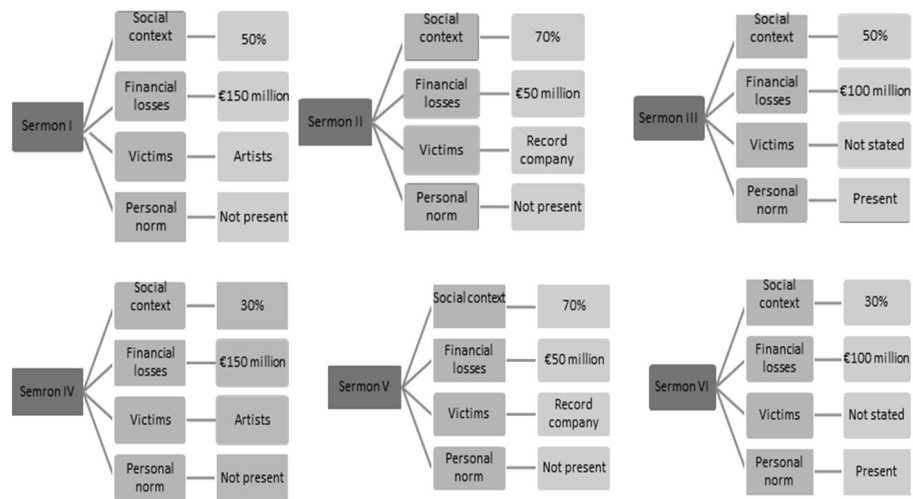 Sermon I
Social
context
50%
Financial
losses
€150 million
Victims
Artists
Personal
norm
Not present
Sermon II
Social
context
70%
Financial
losses
€50 million
Victims
Record
company
Personal
norm
Not present
Sermon III
Social
context
50%
Financial
losses
€100 million
Victims
Not stated
Personal
norm
Present
Semron IV
Social
context
30%
Financial
losses
€150 million
Victims
Artists
Personal
norm
Not present
Sermon V
Social context
70%
Financial
losses
€50 million
Victims
Record
company
Personal
norm
Not present
Sermon VI
Social
context
30%
Financial
losses
€100 million
Victims
Not stated
Personal
norm
Present